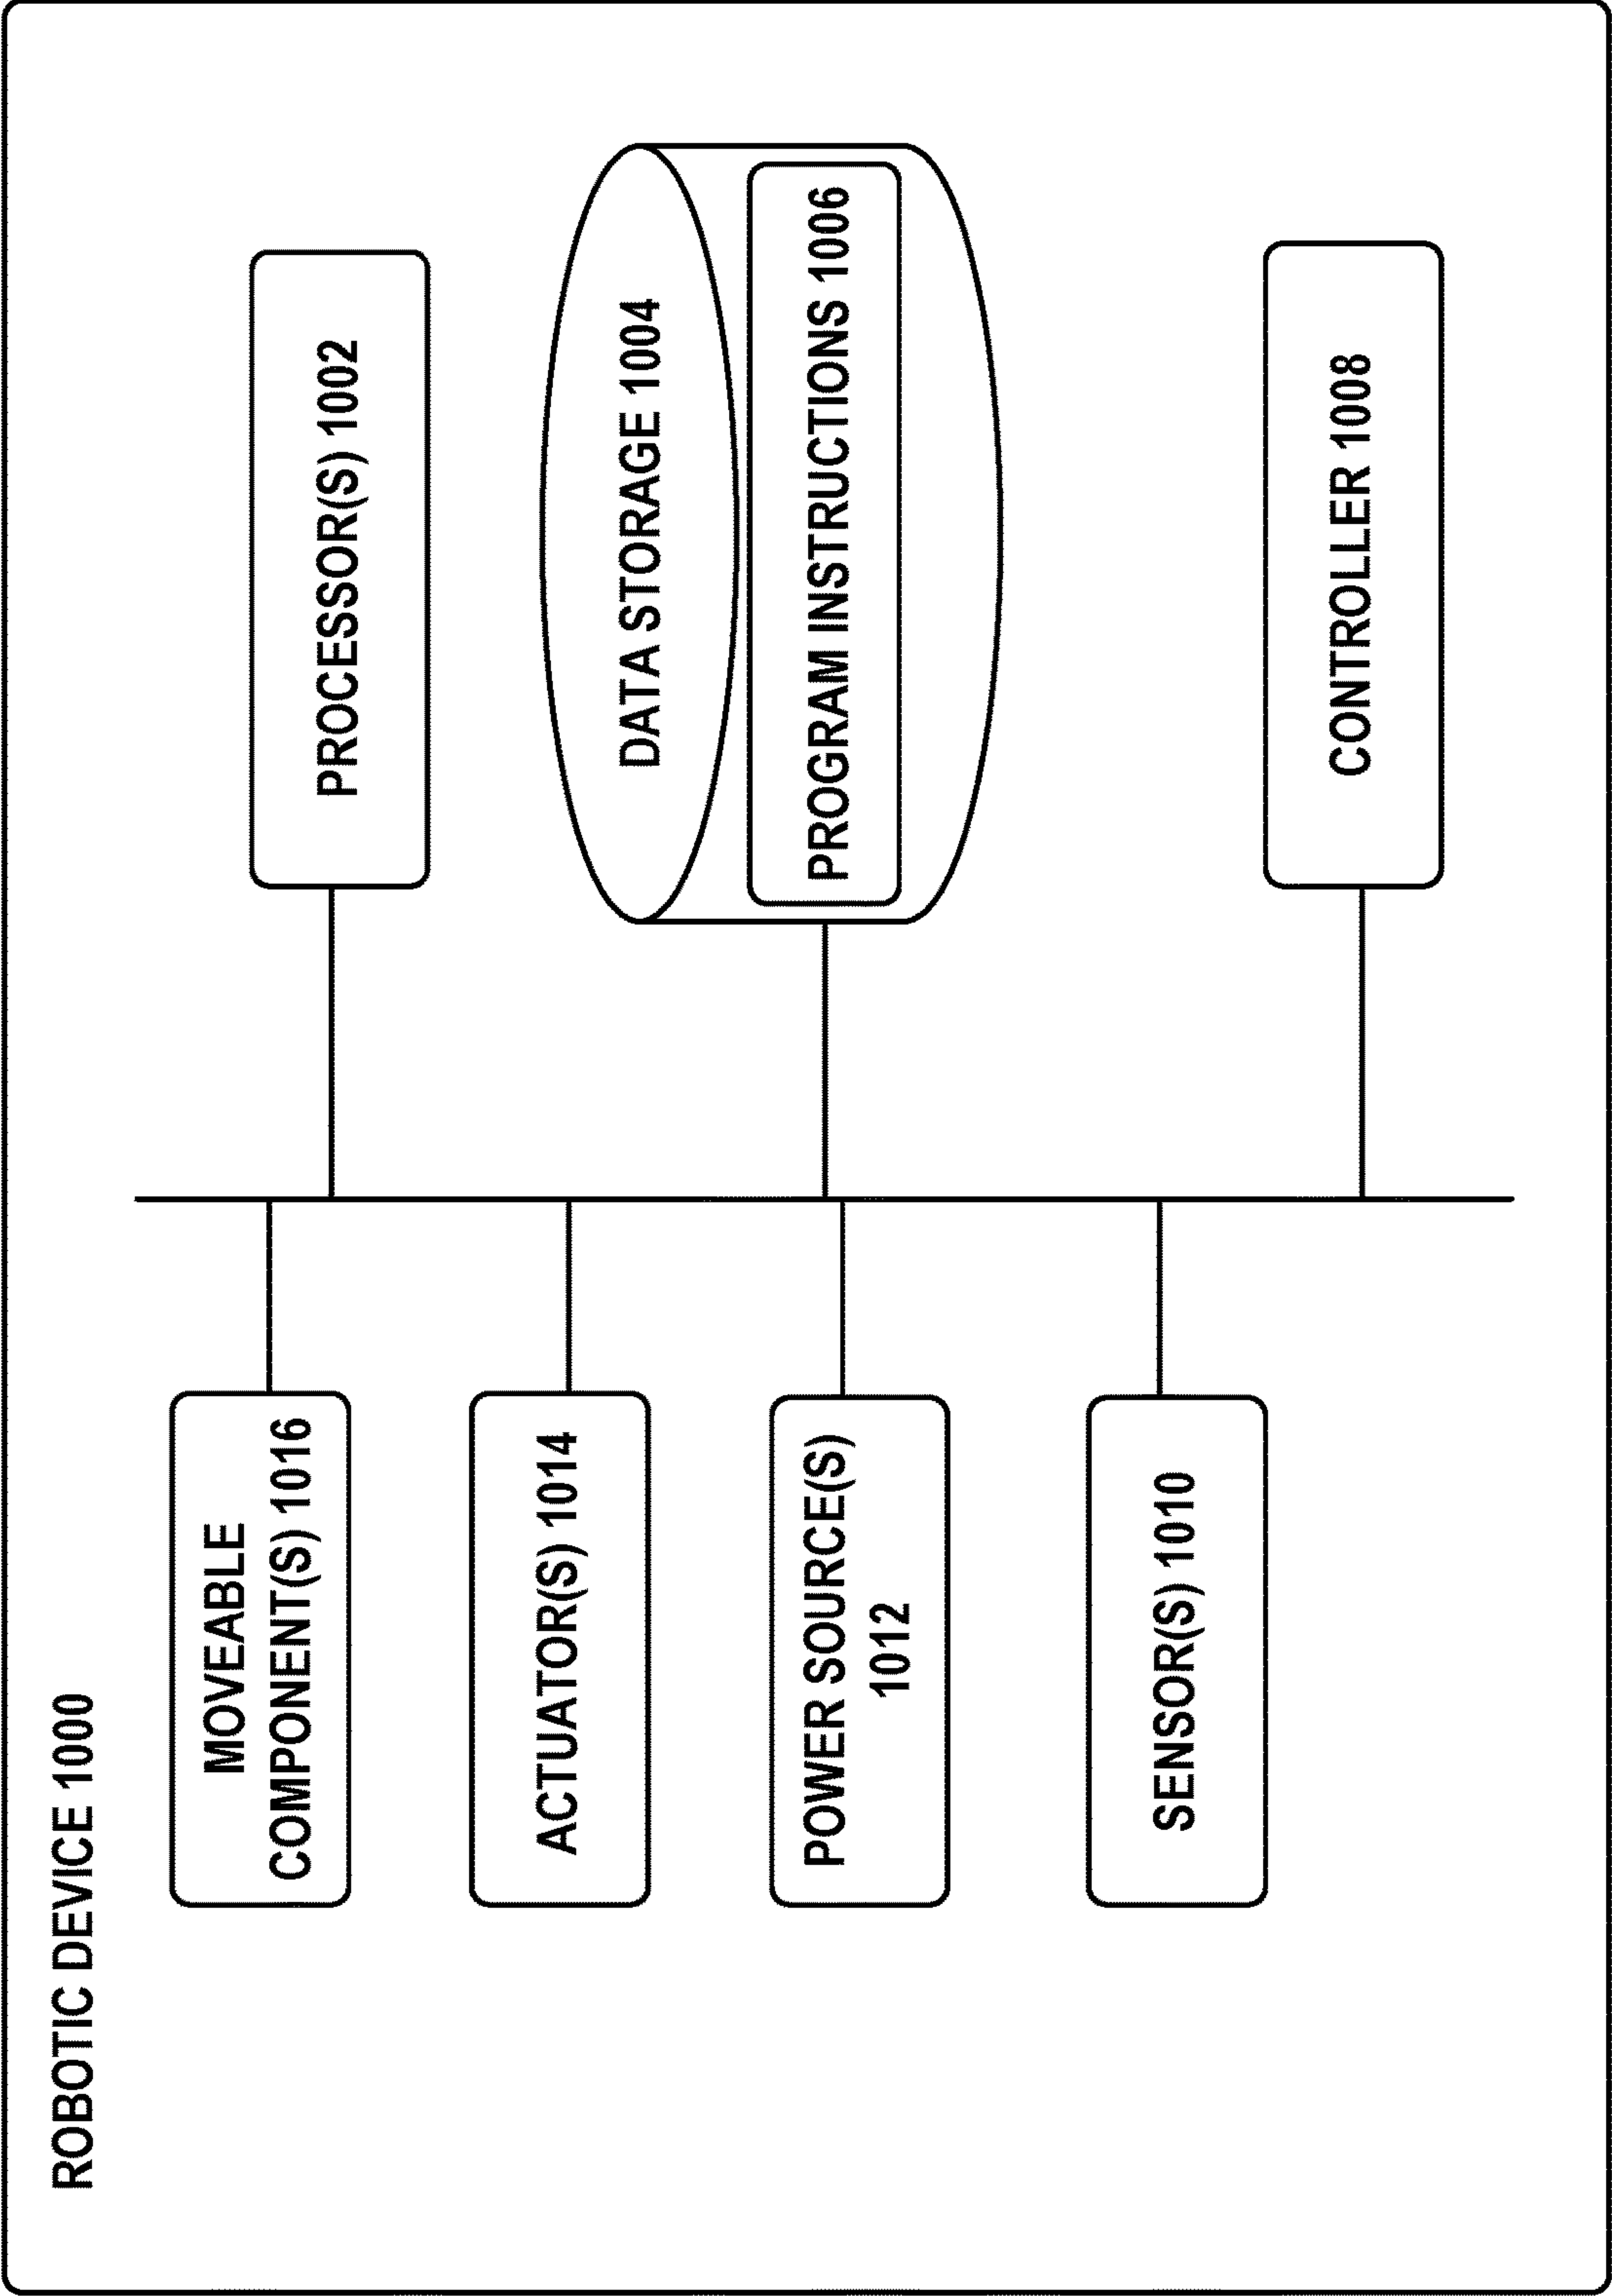 ROBOTIC DEVICE 1000
MOVEABLE
COMPONENT(S) 1016
ACTUATOR(S) 1014
POWER SOURCE(S)
1012
SENSOR(S) 1010
PROCESSOR(S) 1002
DATA STORAGE 1004
PROGRAM INSTRUCTIONS 1006
CONTROLLER 1008